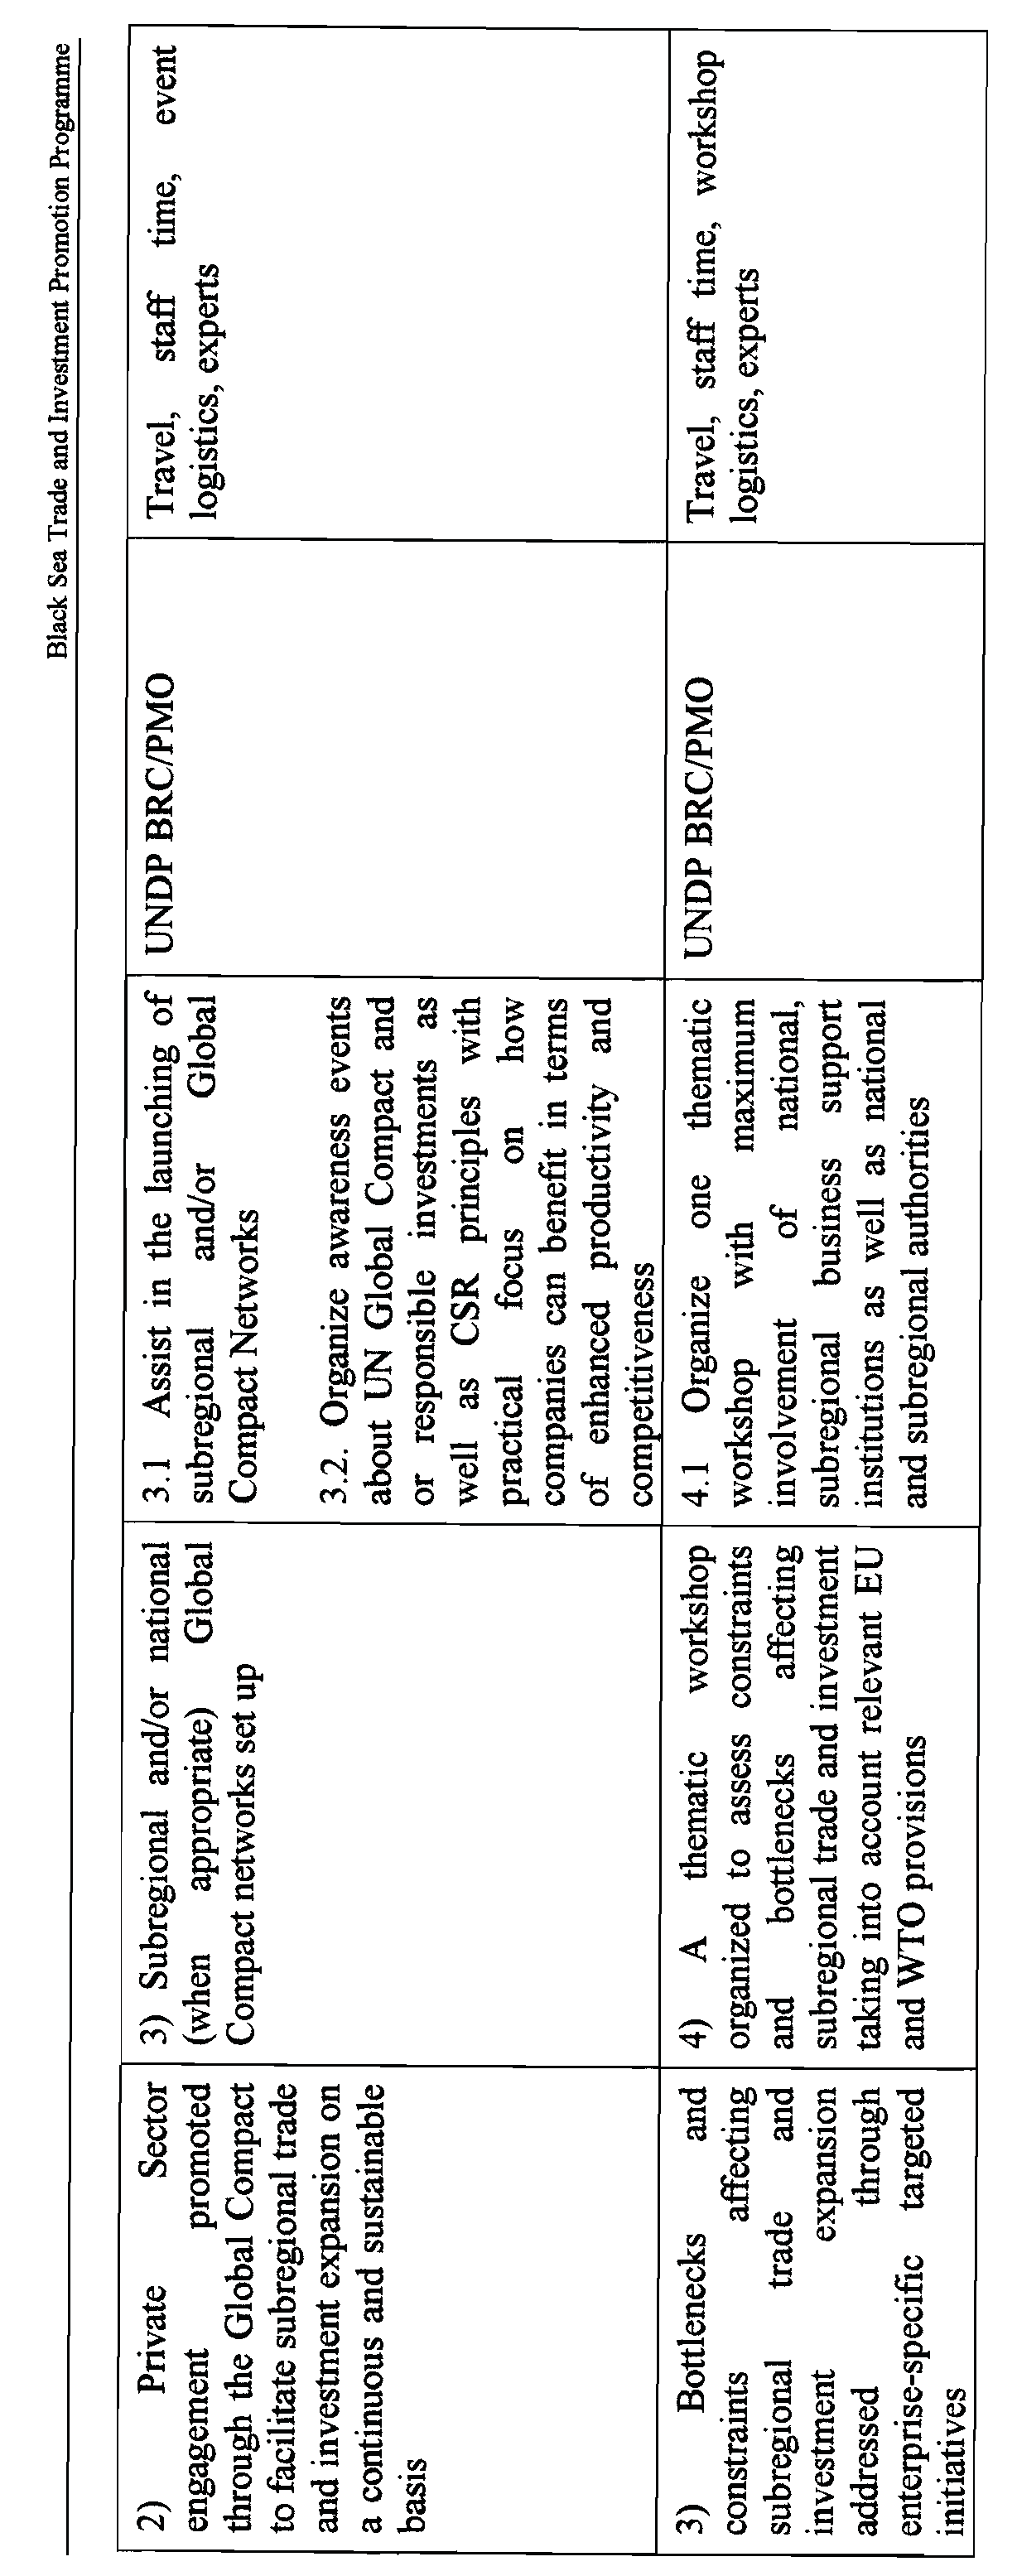 Black Sea Trade and Investment Promotion Programme
2) Private Sector
engagement promoted
through the Global Compact
to facilitate subregional trade
and investment expansion on
a continuous and sustainable
basis
3) Subregional and/or national
(when appropriate) Global
Compact networks set up
3.1 Assist in the launching of
subregional and/or Global
Compact Networks
3.2. Organize awareness events
about UN Global Compact and
or responsible investments as
well as CSR principles with
practical focus on how
companies can benefit in terms
of enhanced productivity and
competitiveness
UNDP BRC/PMO
Travel, staff time, event
logistics, experts
3) Bottlenecks and
constraints affecting
subregional trade and
investment expansion
addressed through
enterprise-specific targeted
initiatives
4) A thematic workshop
organized to assess constraints
and bottlenecks affecting
subregional trade and investment
taking into account relevant EU
and WTO provisions
4.1 Organize one thematic
workshop with maximum
involvement of national,
subregional business support
institutions as well as national
and subregional authorities
UNDP BRC/PMO
Travel, staff time, workshop
logistics, experts